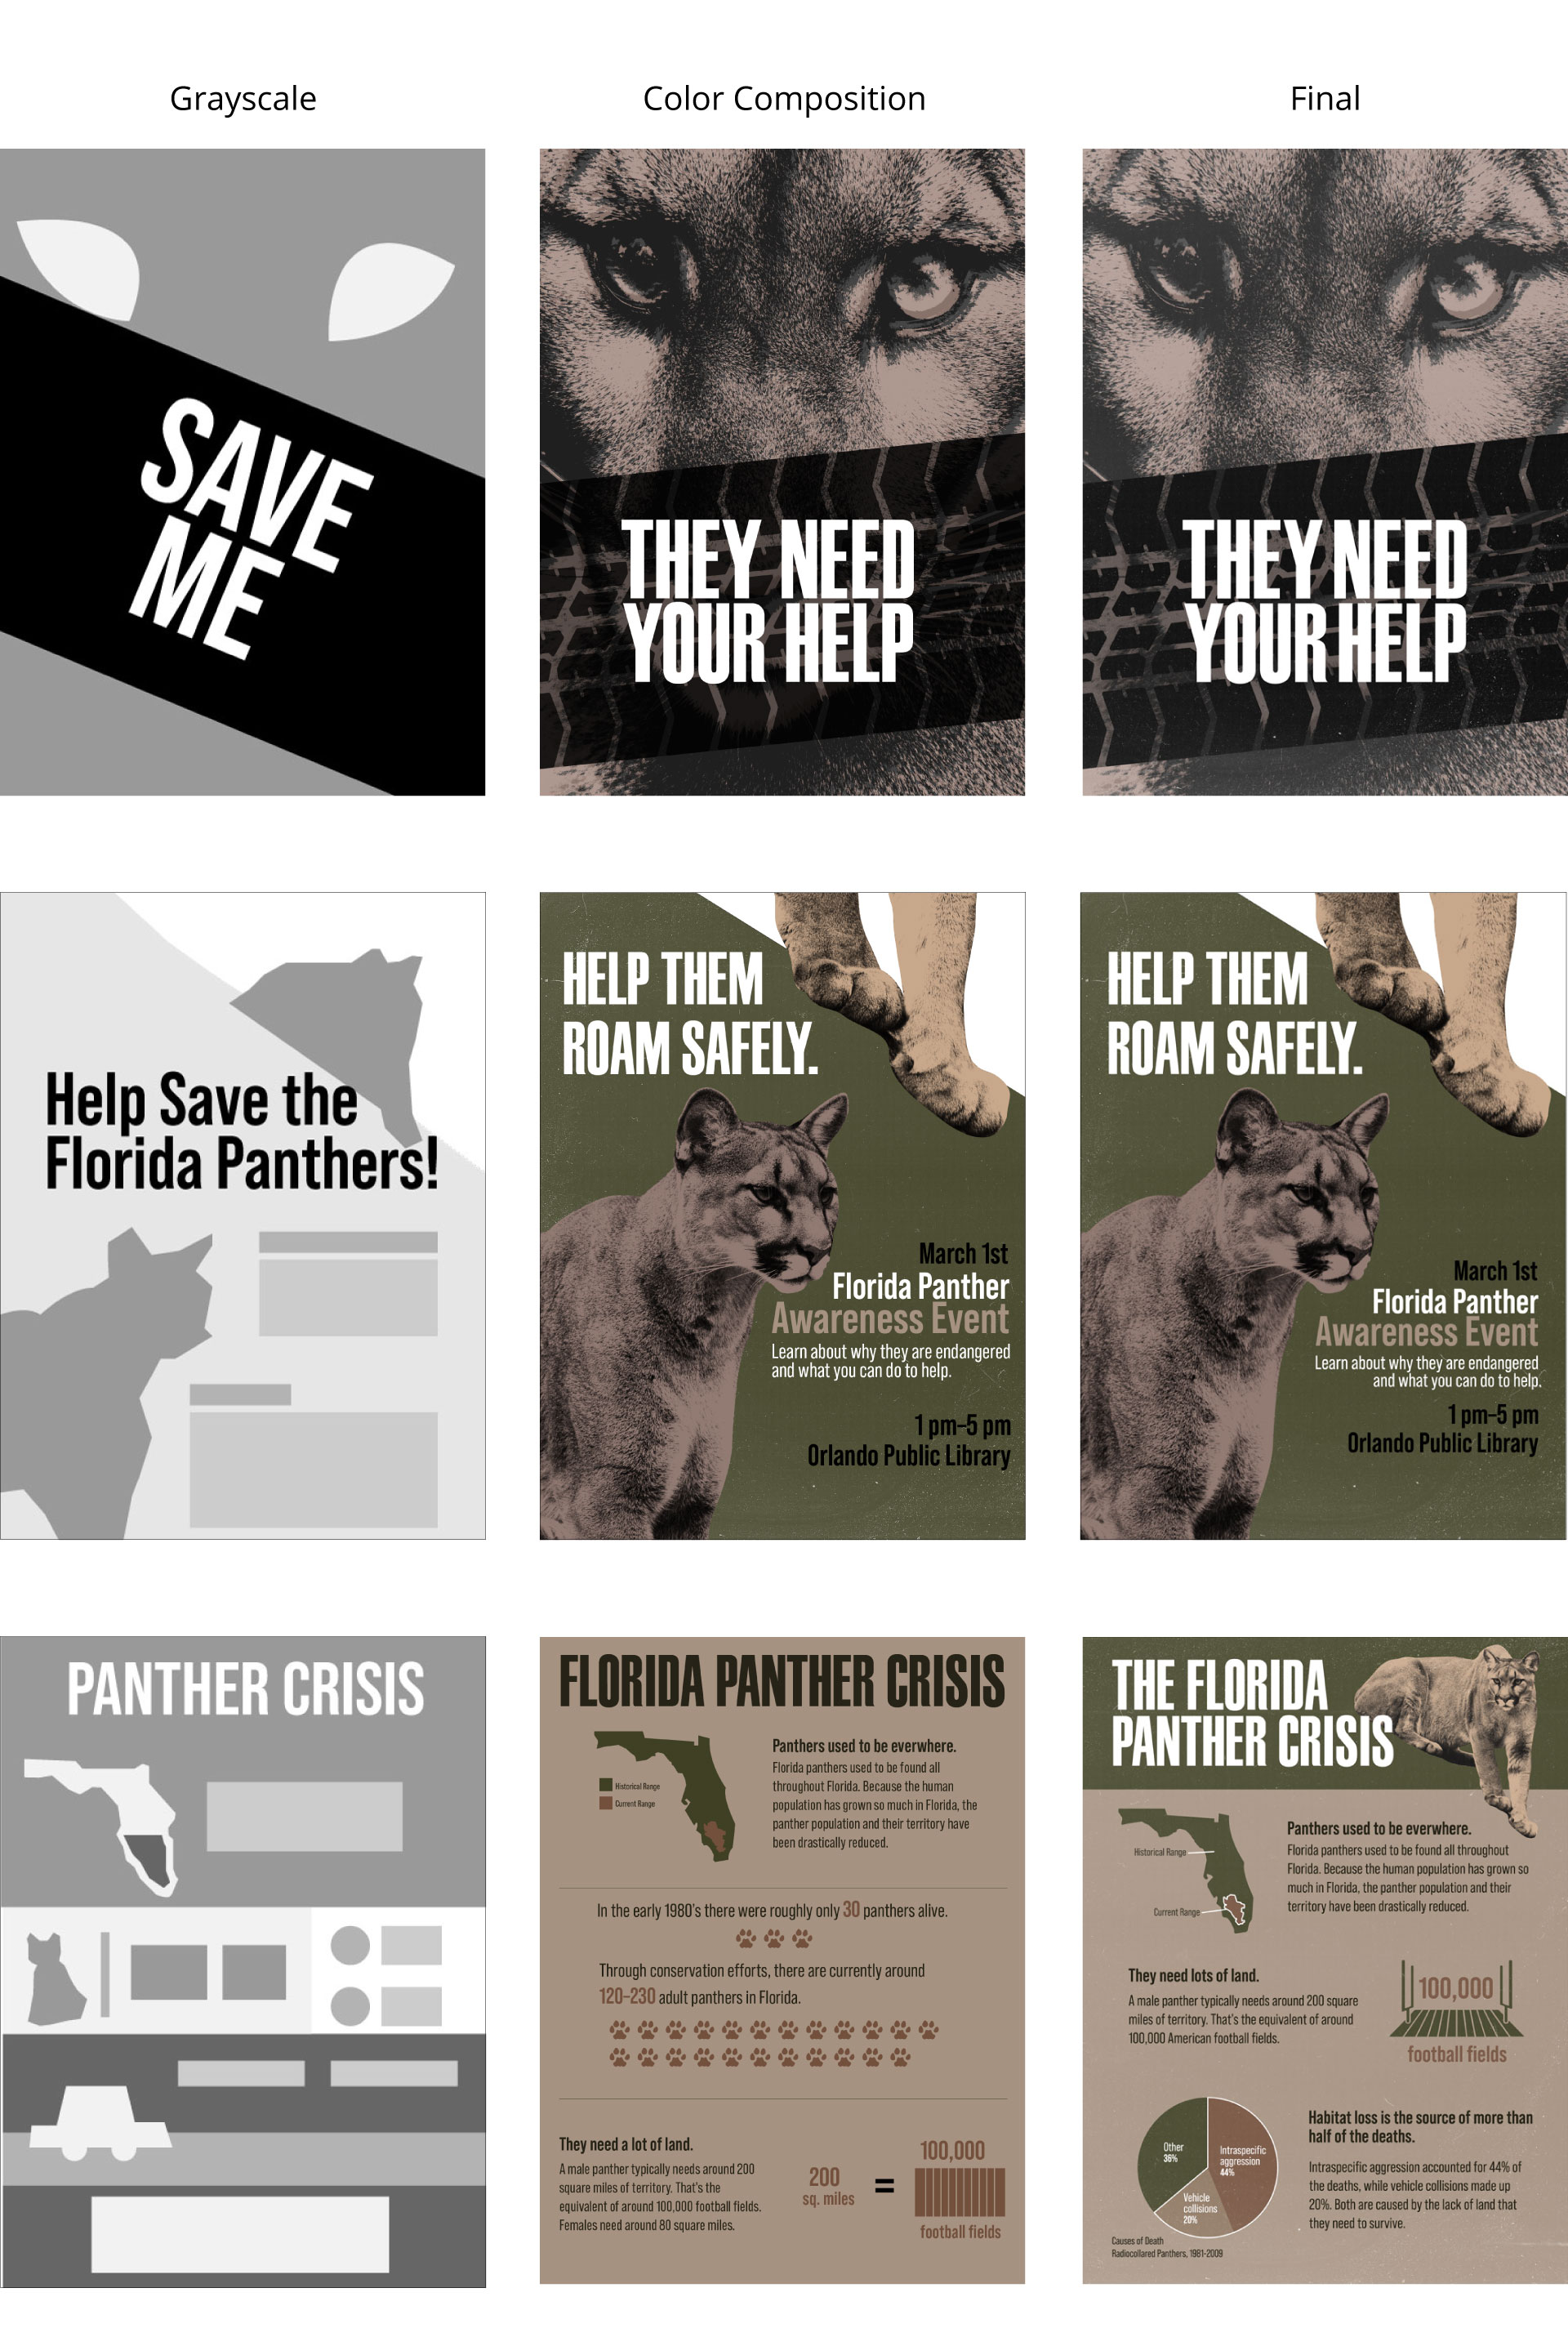 Grayscale
Color Composition
Final
SAVE
ME
THEY NEED
YOUR HELP
THEY NEED
YOUR HELP
Help Save the
Florida Panthers!
HELP THEM
ROAM SAFELY.
March 1st
Florida Panther
Awareness Event
Learn about why they are endangered
and what you can do to help.
1 pm–5 pm
Orlando Public Library
HELP THEM
ROAM SAFELY.
March 1st
Florida Panther
Awareness Event
Learn about why they are endangered
and what you can do to help.
1 pm–5 pm
Orlando Public Library
PANTHER CRISIS
FLORIDA PANTHER CRISIS
Historical Range
Current Range
Panthers used to be everwhere.
Florida panthers used to be found all
throughout Florida. Because the human
population has grown so much in Florida, the
panther population and their territory have
been drastically reduced.
In the early 1980's there were roughly only 30 panthers alive.
Through conservation efforts, there are currently around
120–230 adult panthers in Florida.
They need a lot of land.
A male panther typically needs around 200
square miles of territory. That's the
equivalent of around 100,000 football fields.
Females need around 80 square miles.
200
sq. miles
=
100,000
football fields
THE FLORIDA
PANTHER CRISIS
Historical Range
Current Range
Panthers used to be everywhere.
Florida panthers used to be found all throughout
Florida. Because the human population has grown so
much in Florida, the panther population and their
territory have been drastically reduced.
They need lots of land.
A male panther typically needs around 200 square
miles of territory. That's the equivalent of around
100,000 American football fields.
100,000
football fields
Other
36%
Intraspecific
aggression
44%
Vehicle
collisions
20%
Causes of Death
Radiocollared Panthers, 1981-2009
Habitat loss is the source of more than
half of the deaths.
Intraspecific aggression accounted for 44% of
the deaths, while vehicle collisions made up
20%. Both are caused by the lack of land that
they need to survive.